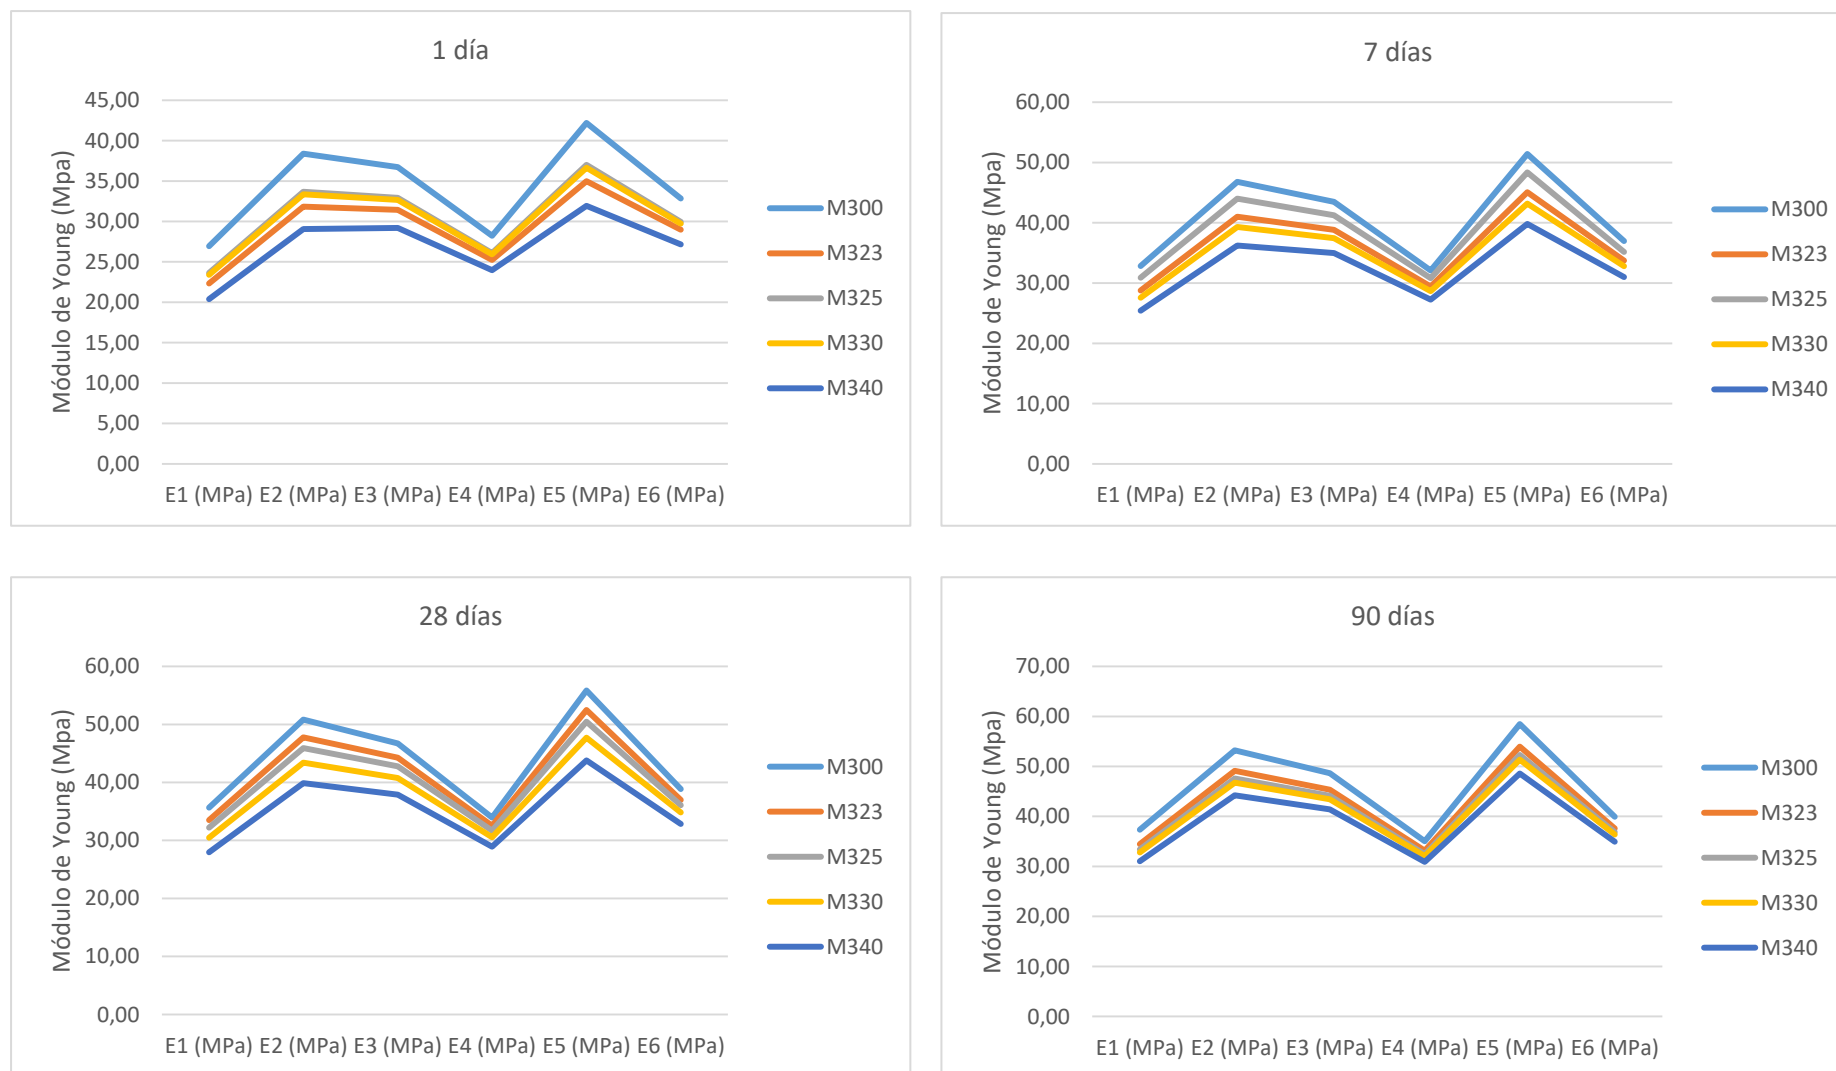 1 día
Módulo de Young (Mpa)
45,00
40,00
35,00
30,00
25,00
20,00
15,00
10,00
5,00
0,00
E1 (MPa) E2 (MPa) E3 (MPa) E4 (MPa) E5 (MPa) E6 (MPa)
M300
M323
M325
M330
M340
7 días
Módulo de Young (Mpa)
60,00
50,00
40,00
30,00
20,00
10,00
0,00
E1 (MPa) E2 (MPa) E3 (MPa) E4 (MPa) E5 (MPa) E6 (MPa)
M300
M323
M325
M330
M340
28 días
Módulo de Young (Mpa)
60,00
50,00
40,00
30,00
20,00
10,00
0,00
E1 (MPa) E2 (MPa) E3 (MPa) E4 (MPa) E5 (MPa) E6 (MPa)
M300
M323
M325
M330
M340
90 días
Módulo de Young (Mpa)
70,00
60,00
50,00
40,00
30,00
20,00
10,00
0,00
E1 (MPa) E2 (MPa) E3 (MPa) E4 (MPa) E5 (MPa) E6 (MPa)
M300
M323
M325
M330
M340